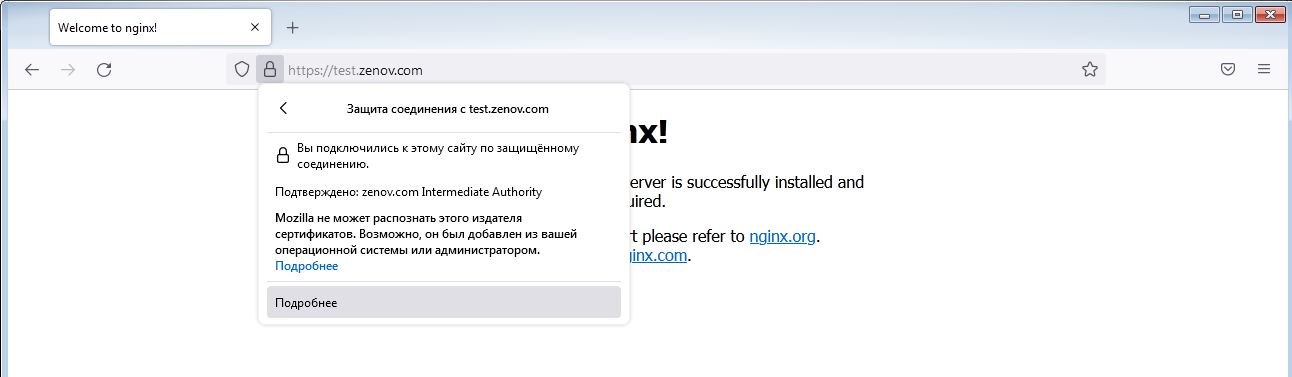 Welcome to nginx!
https://test.zenov.com
Защита соединения с test.zenov.com
Вы подключились к этому сайту по защищённому
соединению.
Подтверждено: zenov.com Intermediate Authority
Mozilla не может распознать этого издателя
сертификатов. Возможно, он был добавлен из вашей
операционной системы или администратором.
Подробнее
Подробнее
nx!
erver is successfully installed and
uired.
rt please refer to nginx.org.
ginx.com.